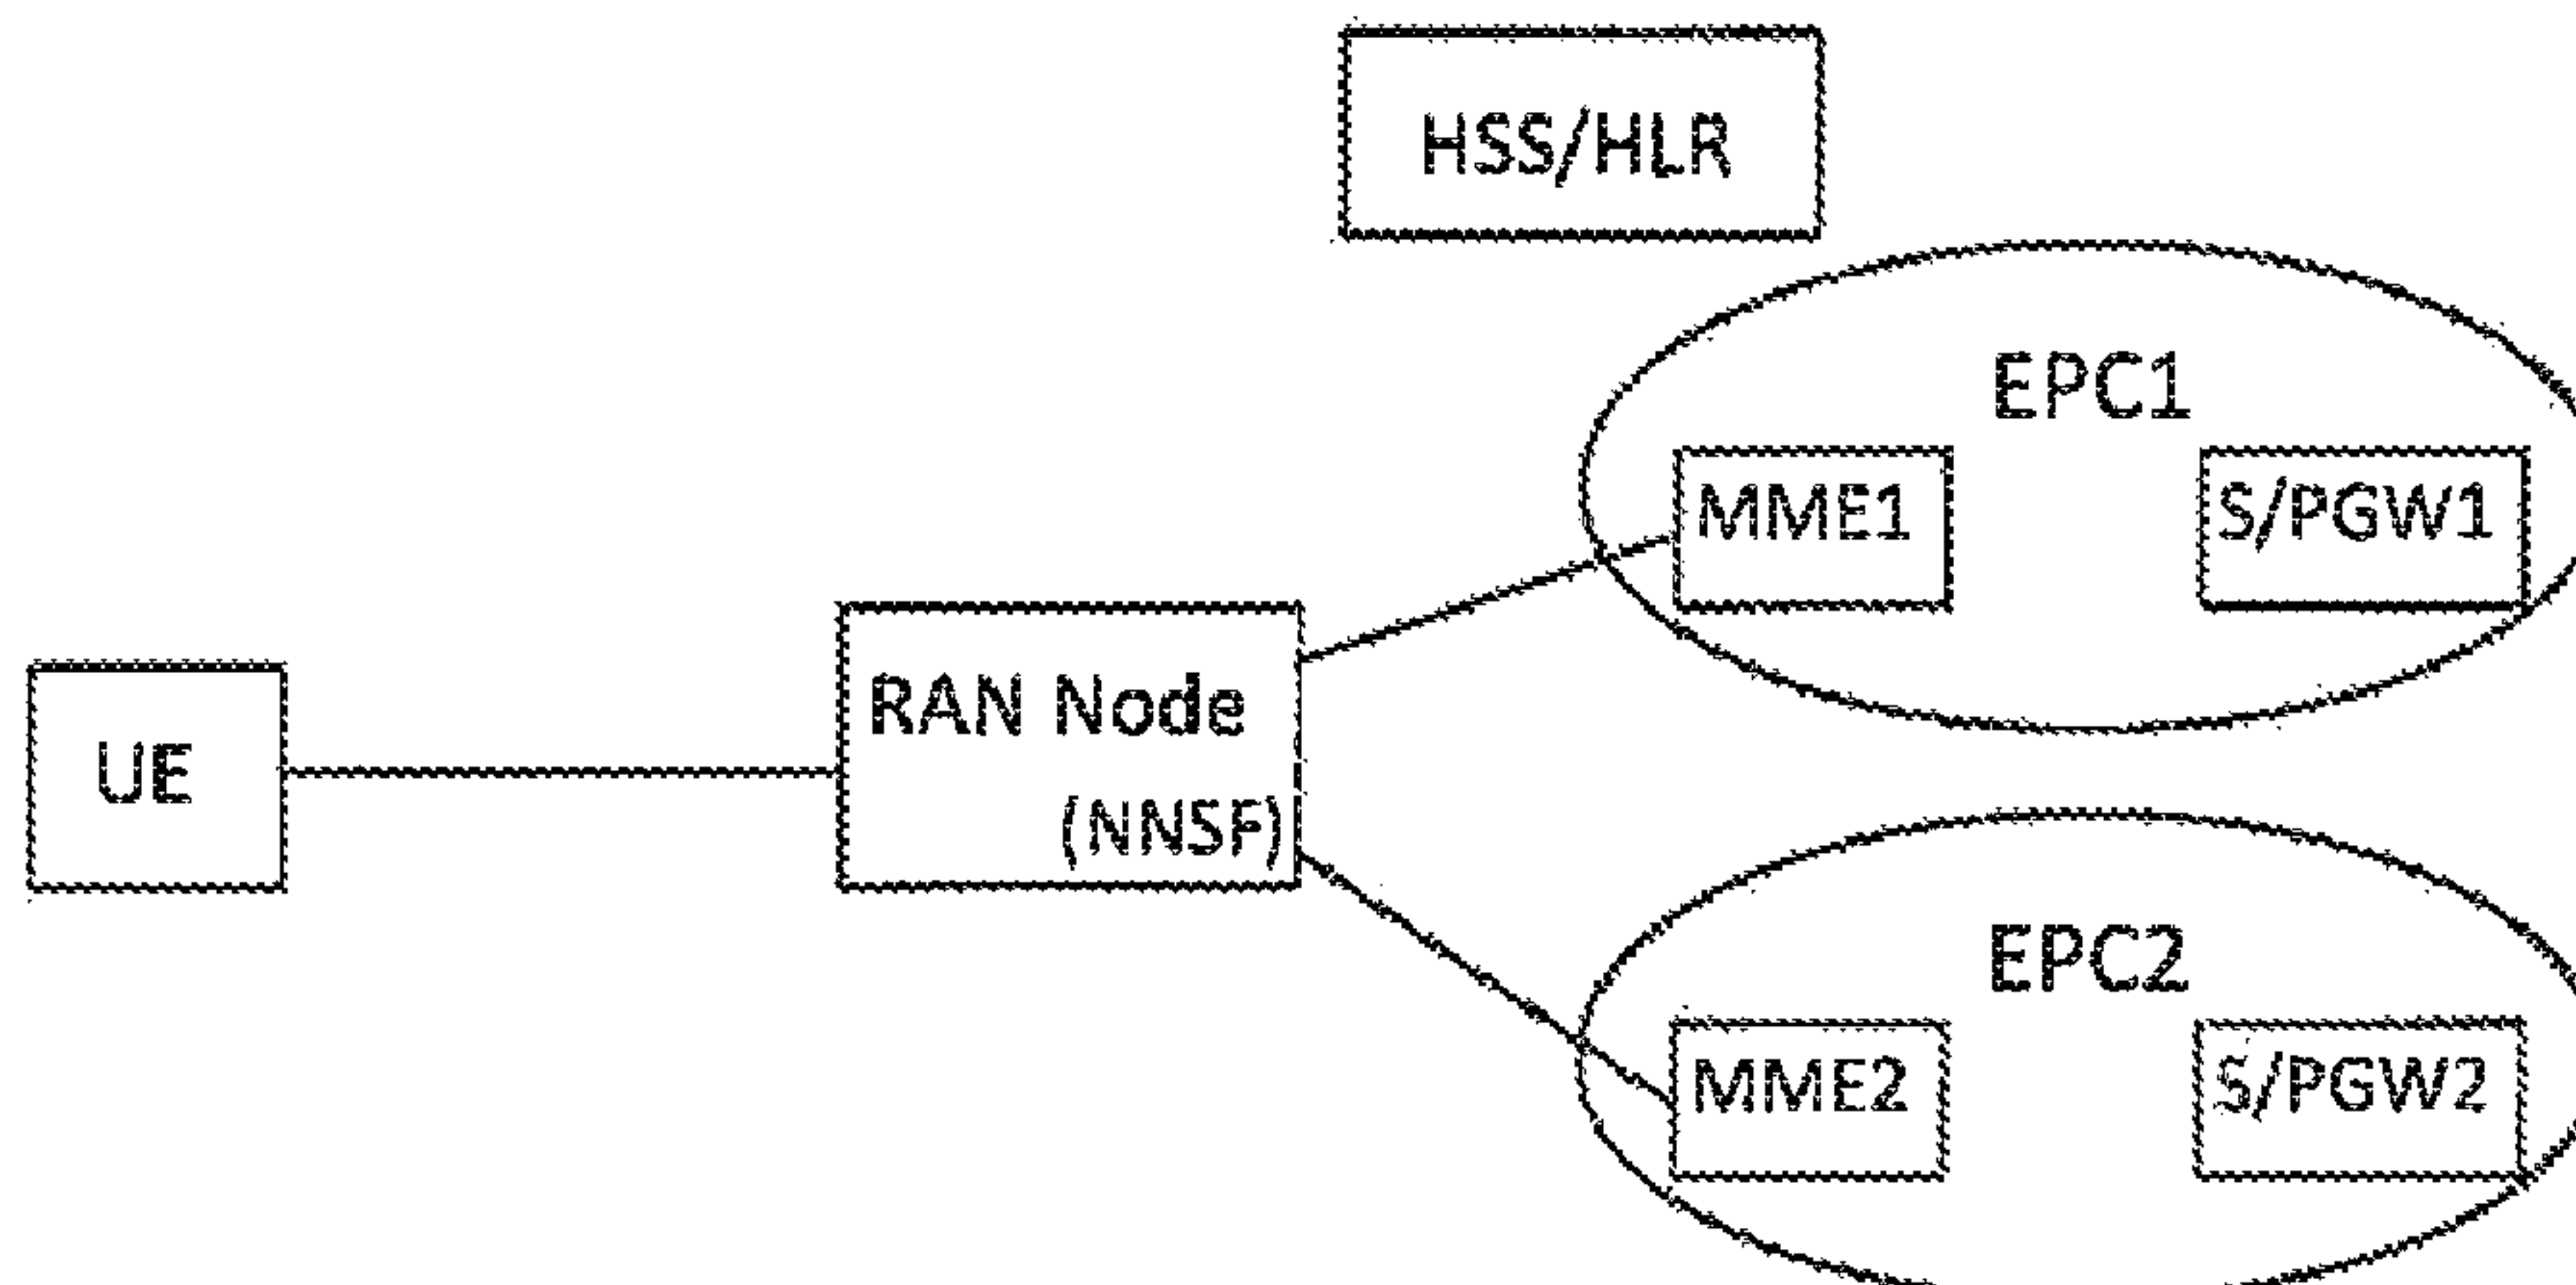 HSS/HLR
EPC1
MME1
S/PGW1
RAN Node
(NNSF)
UE
EPC2
MME2
S/PGW2